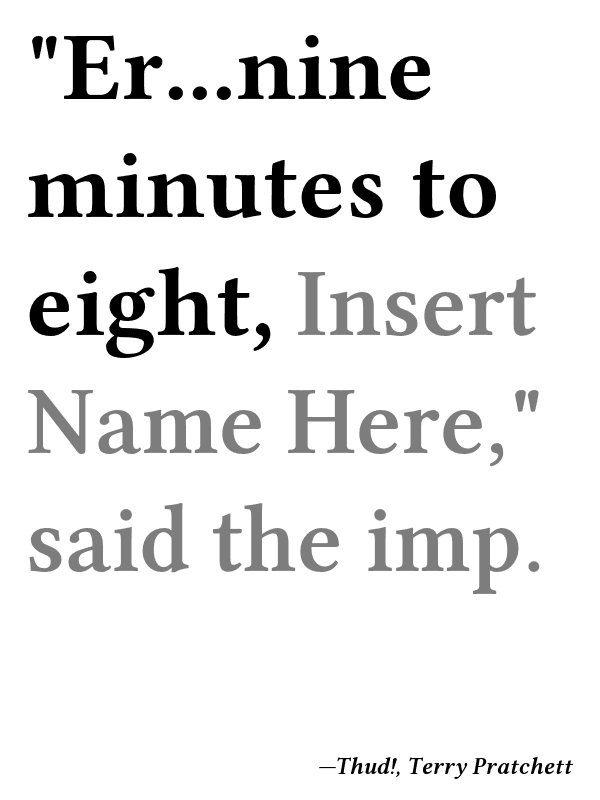 "Er...nine
minutes to
eight, Insert
Name Here,"
said the imp.
—Thud!, Terry Pratchett